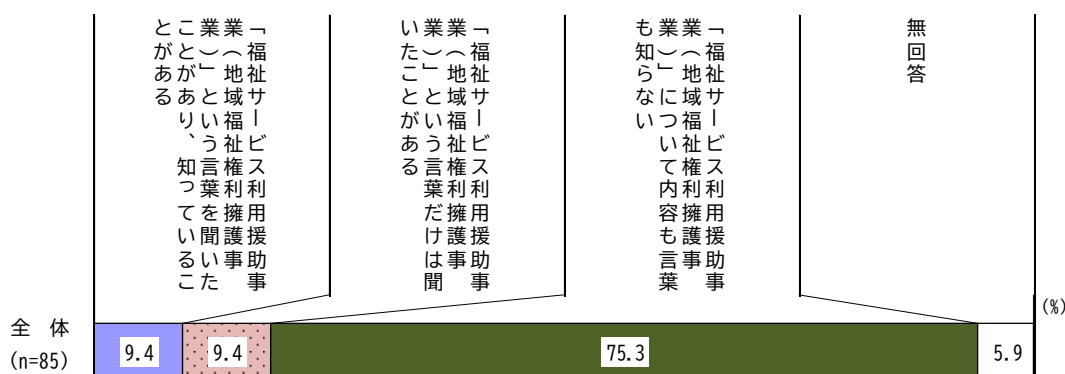 「福祉サービス利用援助事
業（地域福祉権利擁護事
業）」という言葉を聞いた
ことがあり、知っているこ
とがある
「福祉サービス利用援助事
業（地域福祉権利擁護事
業）」という言葉だけは聞
いたことがある
「福祉サービス利用援助事
業（地域福祉権利擁護事
業）」について内容も言葉
も知らない
無回答
(%)
全 体
(n=85)
9.4
9.4
75.3
5.9